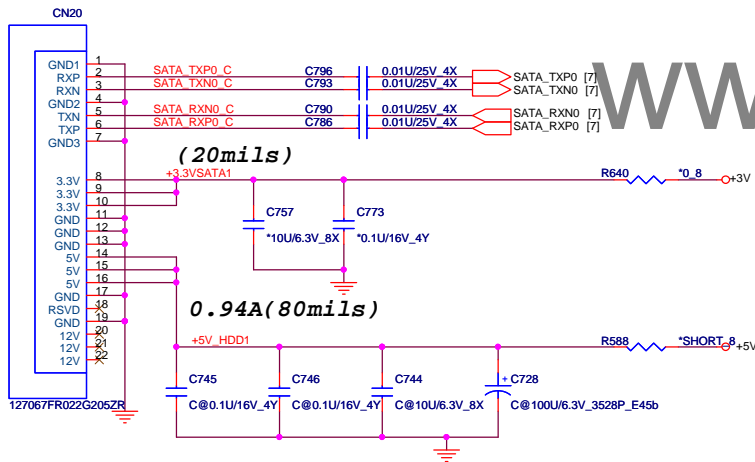 CN20
GND1 1
RXP 2 SATA_TXP0_C C796 0.01U/25V_4X SATA_TXP0 [7]
RXN 3 SATA_TXN0_C C793 0.01U/25V_4X SATA_TXN0 [7]
GND2 4
TXN 5 SATA_RXN0_C C790 0.01U/25V_4X SATA_RXN0 [7]
TXP 6 SATA_RXP0_C C786 0.01U/25V_4X SATA_RXP0 [7]
GND3 7
WW
(20mils)
+3.3VSATA1
3.3V 8 R640 *0_8 +3V
3.3V 9
3.3V 10
GND 11
GND 12
GND 13
C757 C773
*10U/6.3V_8X *0.1U/16V_4Y
5V 14
5V 15
5V 16
GND 17
RSVD 18
GND 19
12V 20
12V 21
12V 22
0.94A(80mils)
+5V_HDD1 R588 *SHORT_8 +5V
C745 C746 C744 + C728
C@0.1U/16V_4Y C@0.1U/16V_4Y C@10U/6.3V_8X C@100U/6.3V_3528P_E45b
127067FR022G205ZR